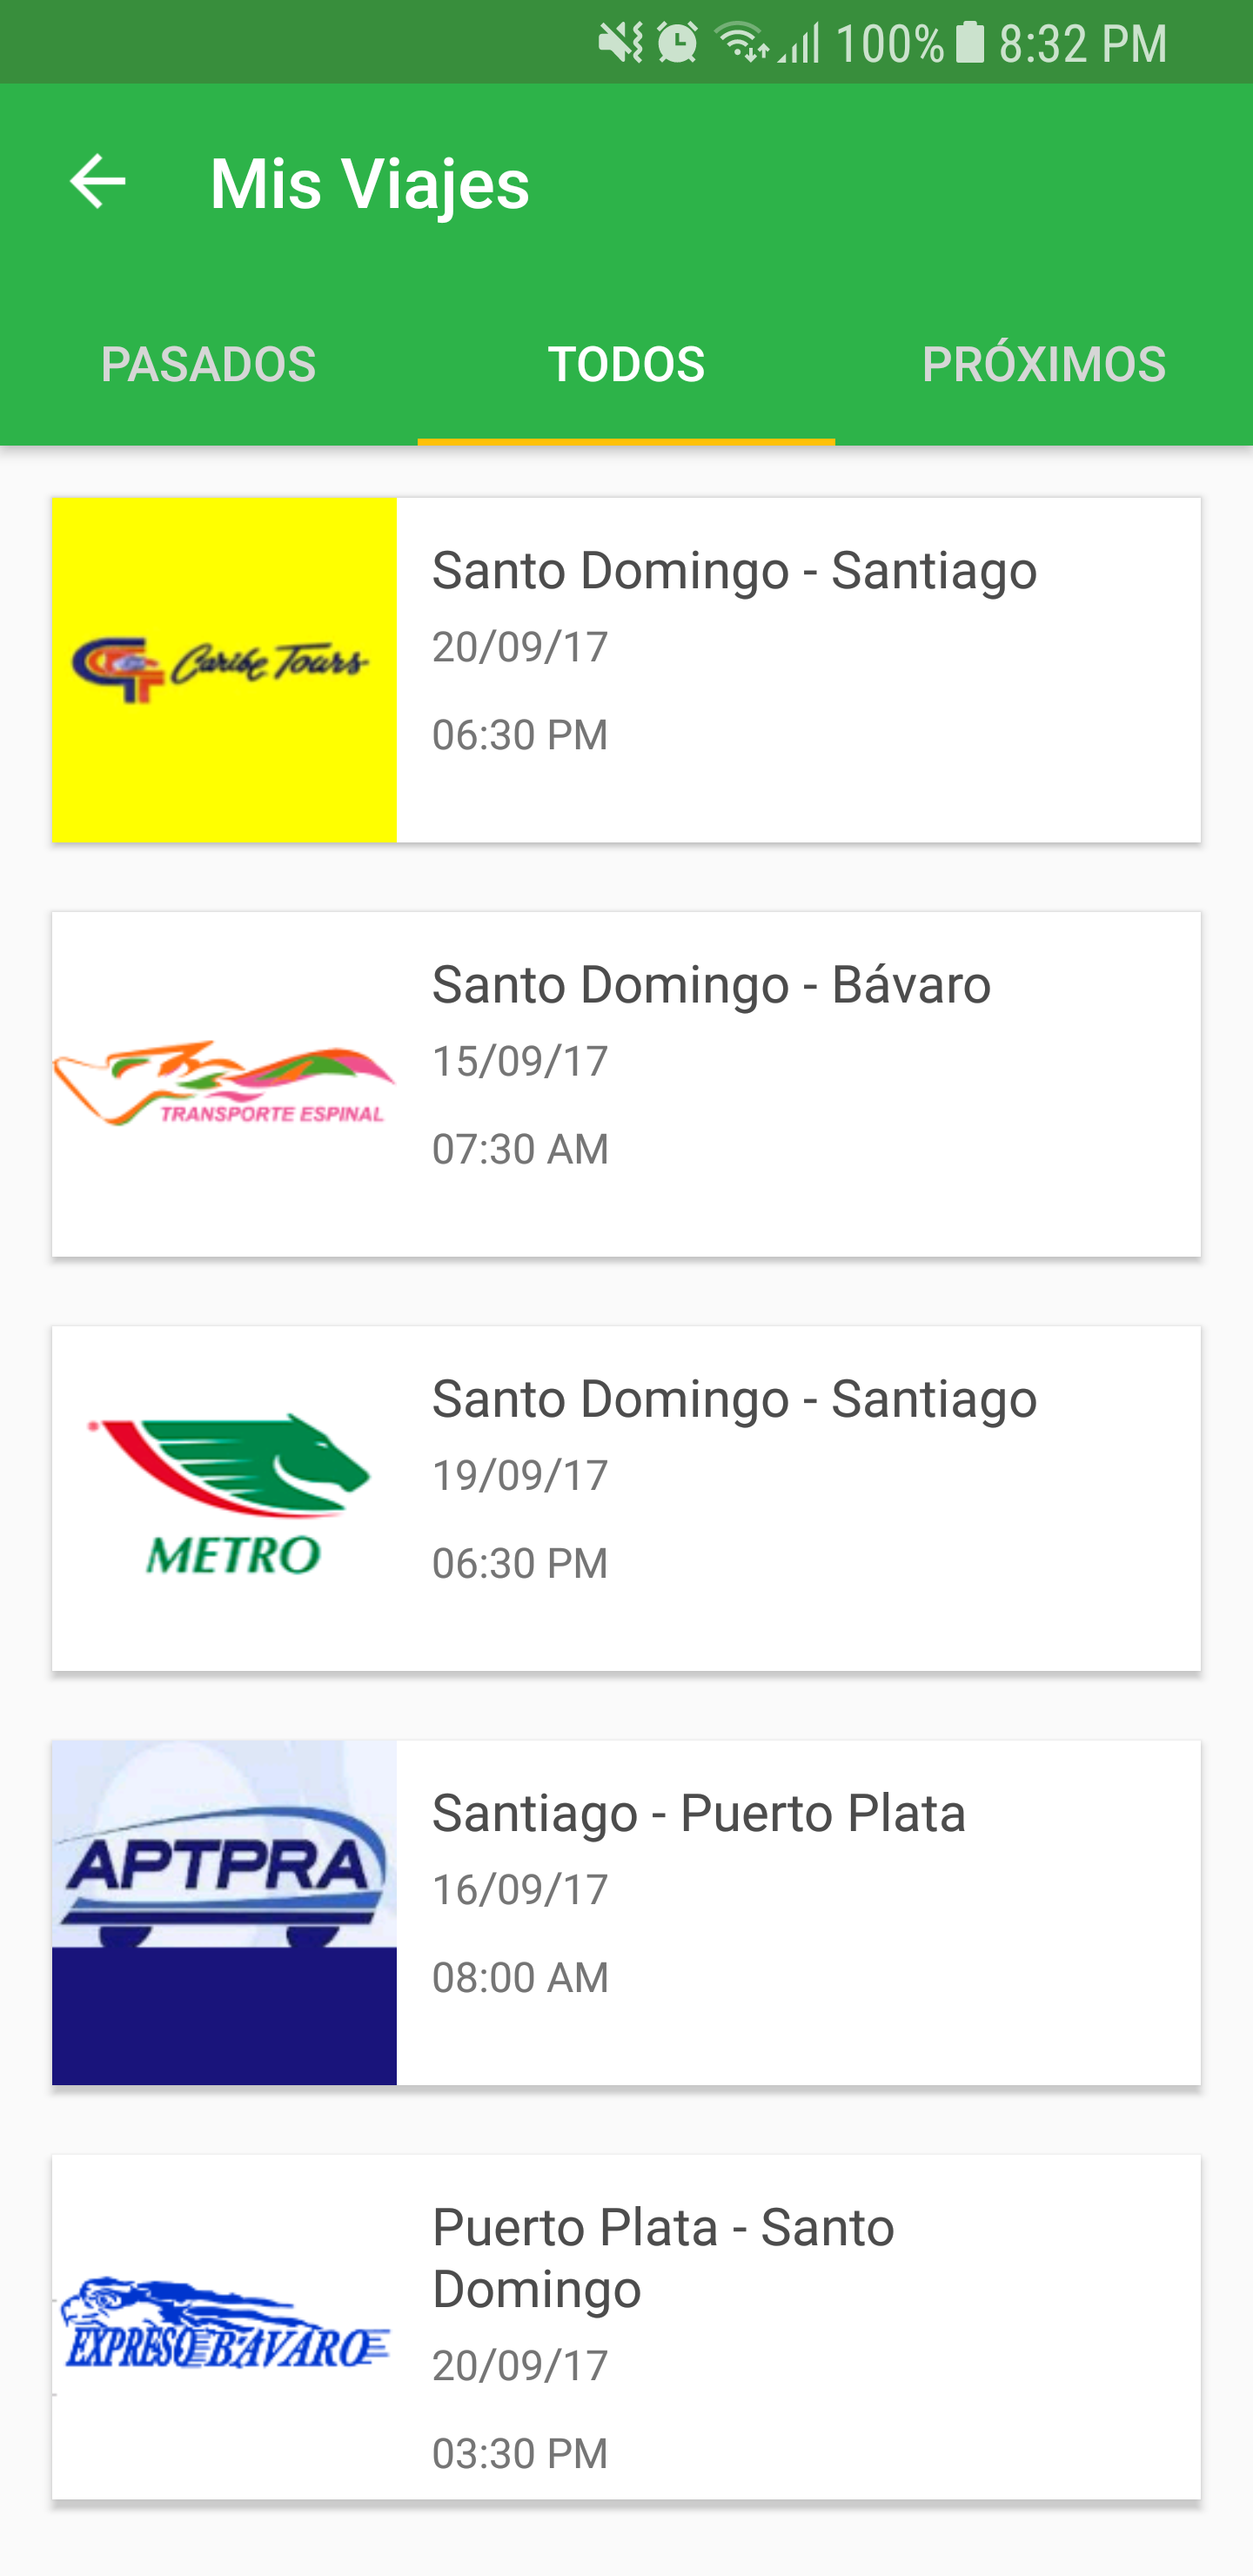 100% 8:32 PM
Mis Viajes
PASADOS TODOS PRÓXIMOS
Caribe Tours
Santo Domingo - Santiago
20/09/17
06:30 PM
TRANSPORTE ESPINAL
Santo Domingo - Bávaro
15/09/17
07:30 AM
METRO
Santo Domingo - Santiago
19/09/17
06:30 PM
APTPRA
Santiago - Puerto Plata
16/09/17
08:00 AM
EXPRESO BÁVARO
Puerto Plata - Santo
Domingo
20/09/17
03:30 PM